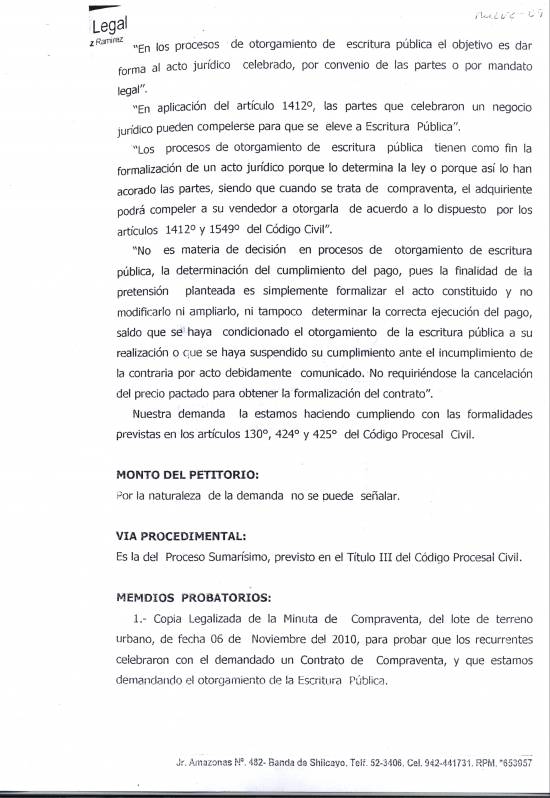 nueve - 09
Legal
z Ramirez
"En los procesos de otorgamiento de escritura pública el objetivo es dar
forma al acto jurídico celebrado, por convenio de las partes o por mandato
legal".
"En aplicación del artículo 1412º, las partes que celebraron un negocio
jurídico pueden compelerse para que se eleve a Escritura Pública".
"Los procesos de otorgamiento de escritura pública tienen como fin la
formalización de un acto jurídico porque lo determina la ley o porque así lo han
acorado las partes, siendo que cuando se trata de compraventa, el adquiriente
podrá compeler a su vendedor a otorgarla de acuerdo a lo dispuesto por los
artículos 1412º y 1549º del Código Civil".
"No es materia de decisión en procesos de otorgamiento de escritura
pública, la determinación del cumplimiento del pago, pues la finalidad de la
pretensión planteada es simplemente formalizar el acto constituido y no
modificarlo ni ampliarlo, ni tampoco determinar la correcta ejecución del pago,
saldo que se haya condicionado el otorgamiento de la escritura pública a su
realización o que se haya suspendido su cumplimiento ante el incumplimiento de
la contraria por acto debidamente comunicado. No requiriéndose la cancelación
del precio pactado para obtener la formalización del contrato".
Nuestra demanda la estamos haciendo cumpliendo con las formalidades
previstas en los artículos 130º, 424º y 425º del Código Procesal Civil.
MONTO DEL PETITORIO:
Por la naturaleza de la demanda no se puede señalar.
VIA PROCEDIMENTAL:
Es la del Proceso Sumarísimo, previsto en el Título III del Código Procesal Civil.
MEMDIOS PROBATORIOS:
1.- Copia Legalizada de la Minuta de Compraventa, del lote de terreno
urbano, de fecha 06 de Noviembre del 2010, para probar que los recurrentes
celebraron con el demandado un Contrato de Compraventa, y que estamos
demandando el otorgamiento de la Escritura Pública.
Jr. Amazonas Nº. 482- Banda de Shilcayo. Telf. 52-3406. Cel. 942-441731. RPM. *653957